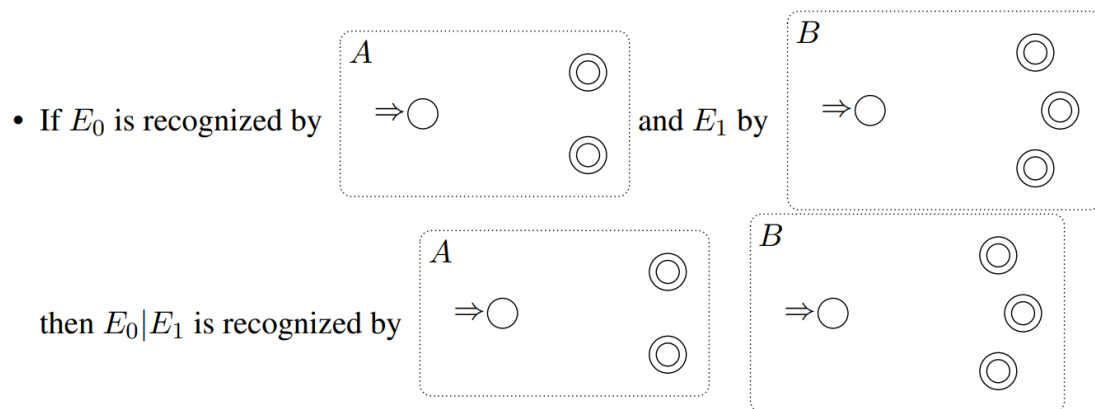 A B
• If E₀ is recognized by ⇒ and E₁ by ⇒
A B
then E₀|E₁ is recognized by ⇒ ⇒